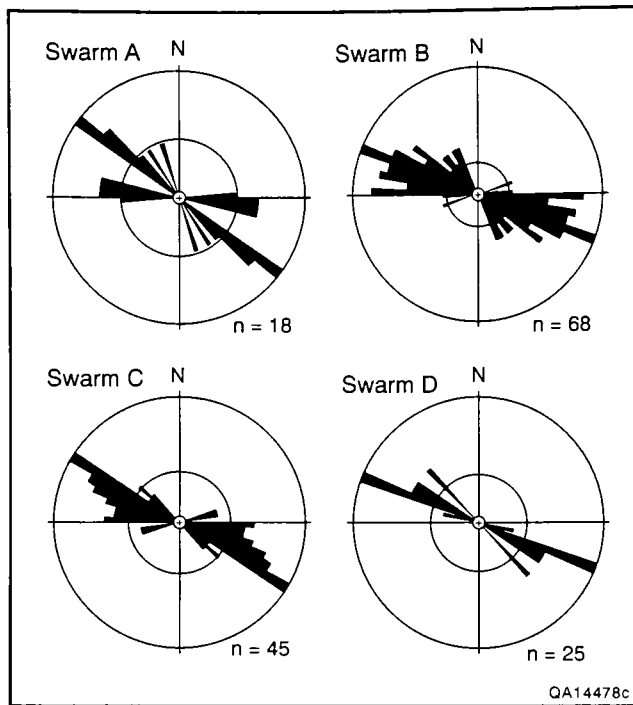 Swarm A
N
n = 18
Swarm B
N
n = 68
Swarm C
N
n = 45
Swarm D
N
n = 25
QA14478c